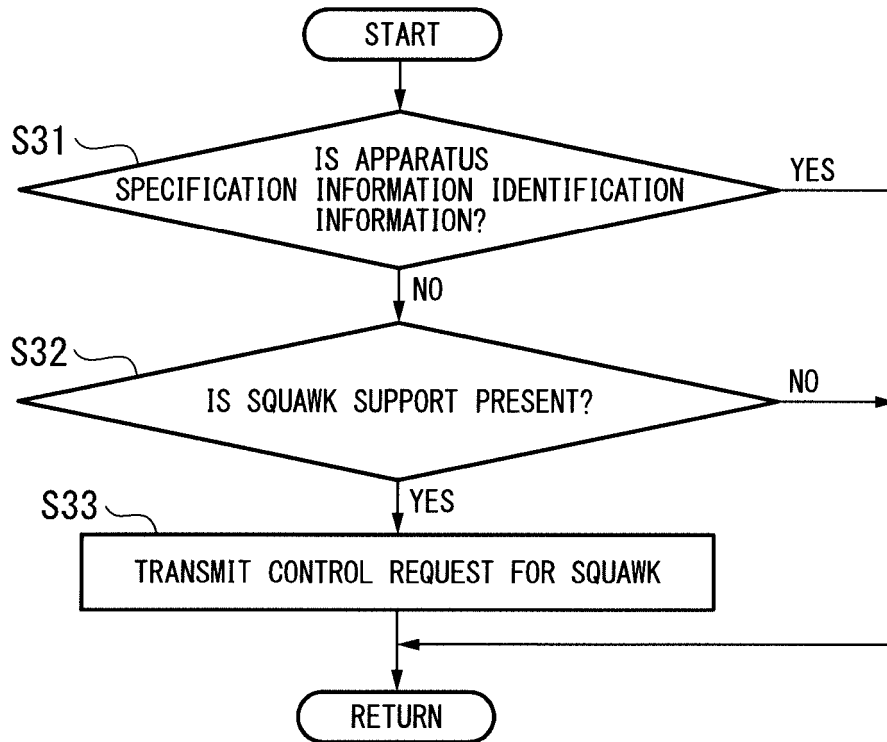 START
S31
IS APPARATUS
SPECIFICATION INFORMATION IDENTIFICATION
INFORMATION?
YES
NO
S32
IS SQUAWK SUPPORT PRESENT?
NO
YES
S33
TRANSMIT CONTROL REQUEST FOR SQUAWK
RETURN